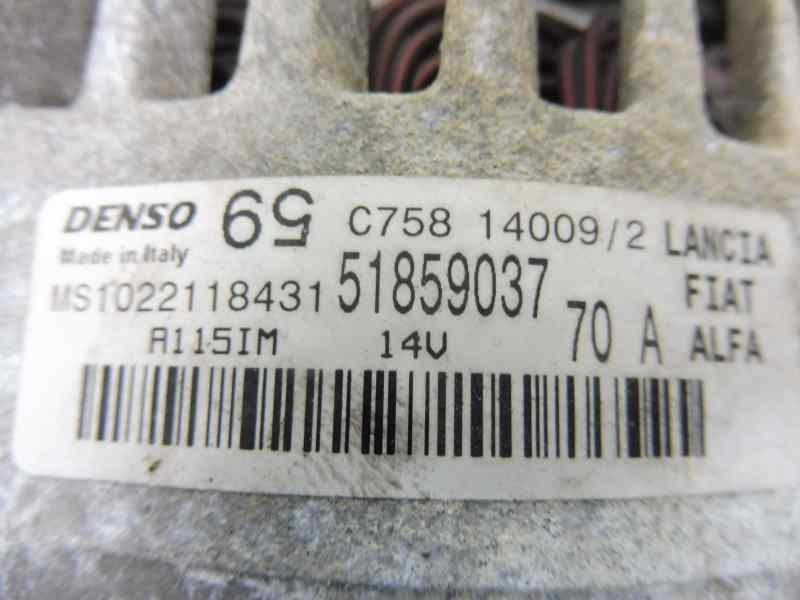 DENSO 59 C758 14009/2 LANCIA
Made in Italy
MS1022118431 51859037 FIAT
A115IM 14V 70 A ALFA